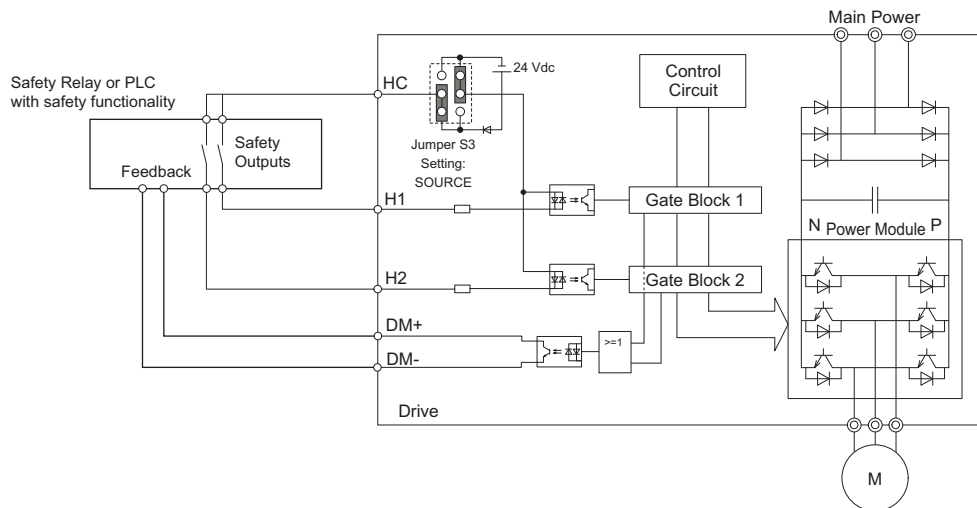 Main Power
Safety Relay or PLC
with safety functionality
HC
24 Vdc
Control
Circuit
Safety
Outputs
Feedback
Jumper S3
Setting:
SOURCE
H1
Gate Block 1
N
P
Power Module
H2
Gate Block 2
DM+
>=1
DM-
Drive
M